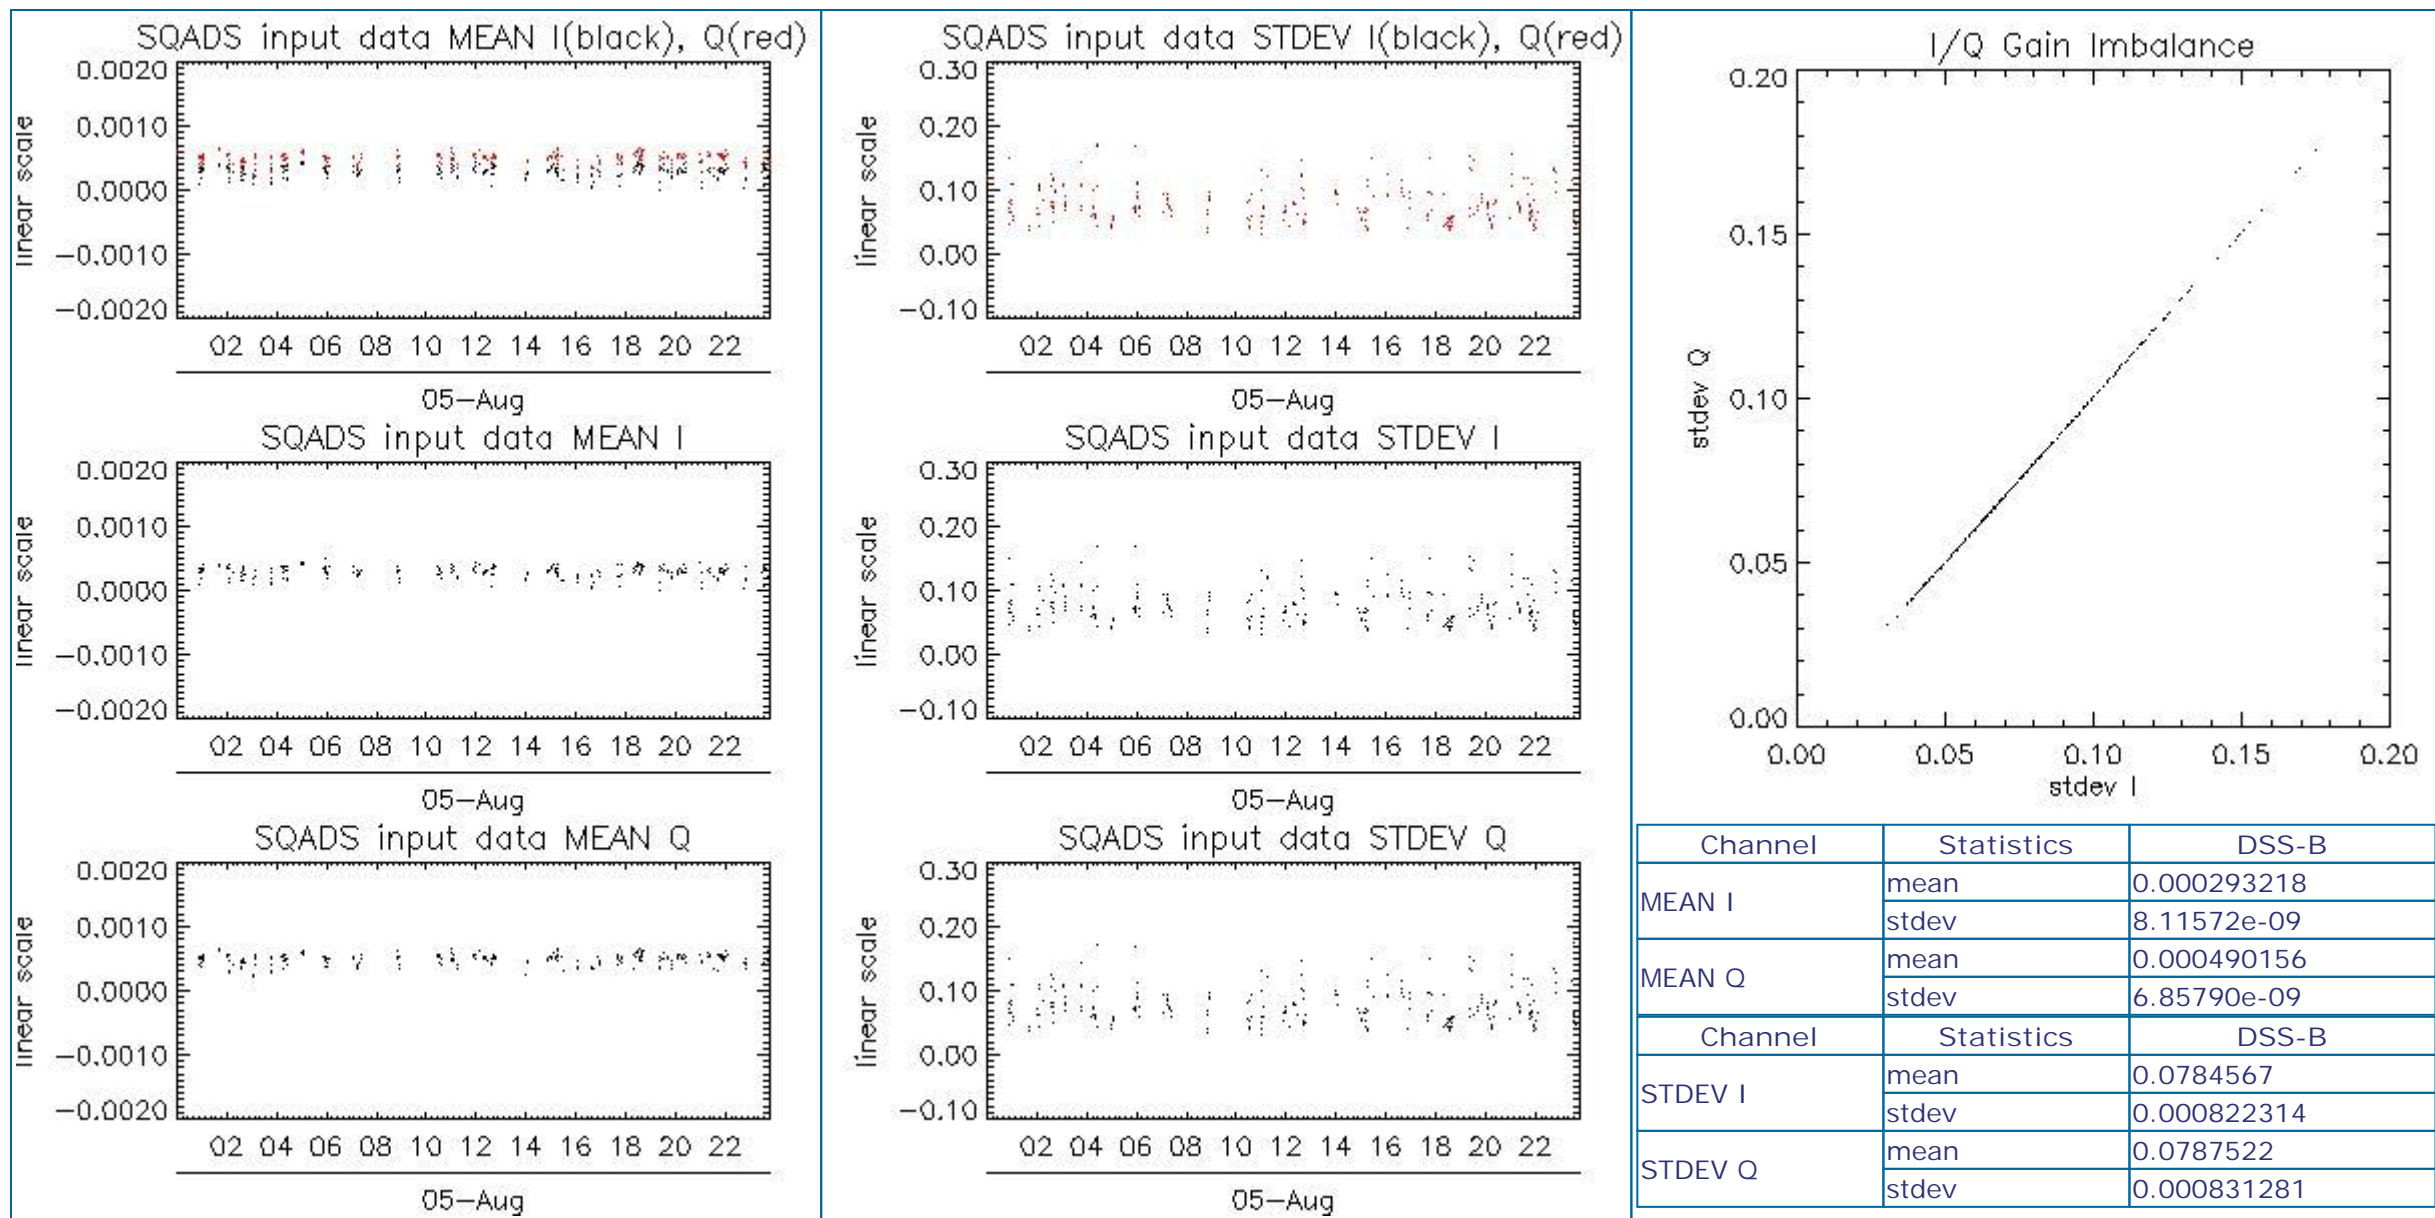 SQADS input data MEAN I(black), Q(red)
0.0020
0.0010
0.0000
−0.0010
−0.0020
linear scale
02 04 06 08 10 12 14 16 18 20 22
05−Aug
SQADS input data MEAN I
0.0020
0.0010
0.0000
−0.0010
−0.0020
linear scale
02 04 06 08 10 12 14 16 18 20 22
05−Aug
SQADS input data MEAN Q
0.0020
0.0010
0.0000
−0.0010
−0.0020
linear scale
02 04 06 08 10 12 14 16 18 20 22
05−Aug
SQADS input data STDEV I(black), Q(red)
0.30
0.20
0.10
0.00
−0.10
linear scale
02 04 06 08 10 12 14 16 18 20 22
05−Aug
SQADS input data STDEV I
0.30
0.20
0.10
0.00
−0.10
linear scale
02 04 06 08 10 12 14 16 18 20 22
05−Aug
SQADS input data STDEV Q
0.30
0.20
0.10
0.00
−0.10
linear scale
02 04 06 08 10 12 14 16 18 20 22
05−Aug
I/Q Gain Imbalance
0.20
0.15
0.10
0.05
0.00
stdev Q
0.00 0.05 0.10 0.15 0.20
stdev I
Channel Statistics DSS-B
MEAN I mean 0.000293218
stdev 8.11572e-09
MEAN Q mean 0.000490156
stdev 6.85790e-09
Channel Statistics DSS-B
STDEV I mean 0.0784567
stdev 0.000822314
STDEV Q mean 0.0787522
stdev 0.000831281